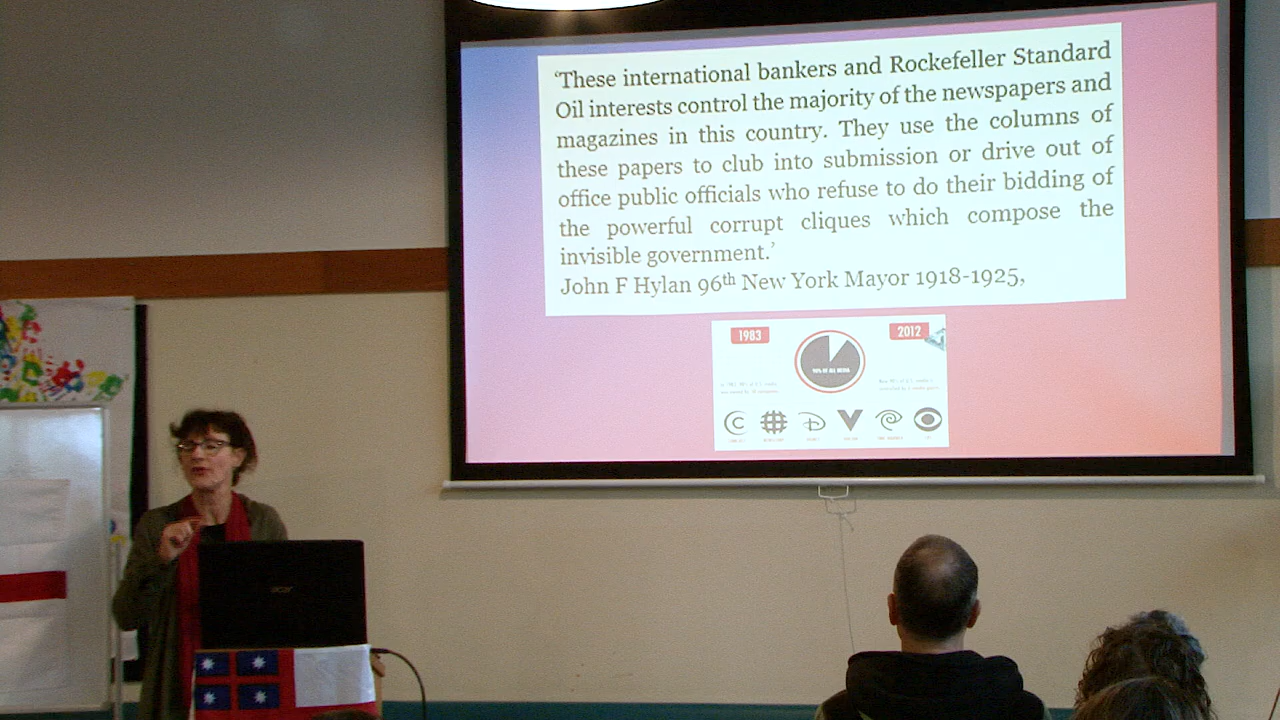 ‘These international bankers and Rockefeller Standard
Oil interests control the majority of the newspapers and
magazines in this country. They use the columns of
these papers to club into submission or drive out of
office public officials who refuse to do their bidding of
the powerful corrupt cliques which compose the
invisible government.’
John F Hylan 96th New York Mayor 1918-1925,
1983
2012
90% OF ALL MEDIA
acer